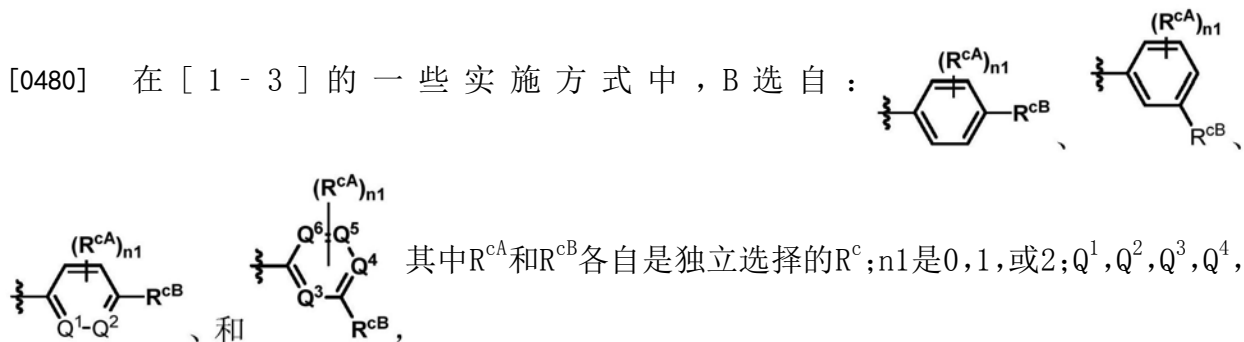 [0480] 在[1-3]的一些实施方式中,B选自: (R^cA)n1 R^cB 、 (R^cA)n1 R^cB 、
(R^cA)n1 Q^1-Q^2 R^cB 、和 (R^cA)n1 Q^6 Q^5 Q^4 Q^3 R^cB , 其中R^cA和R^cB各自是独立选择的R^c;n1是0,1,或2;Q^1,Q^2,Q^3,Q^4,